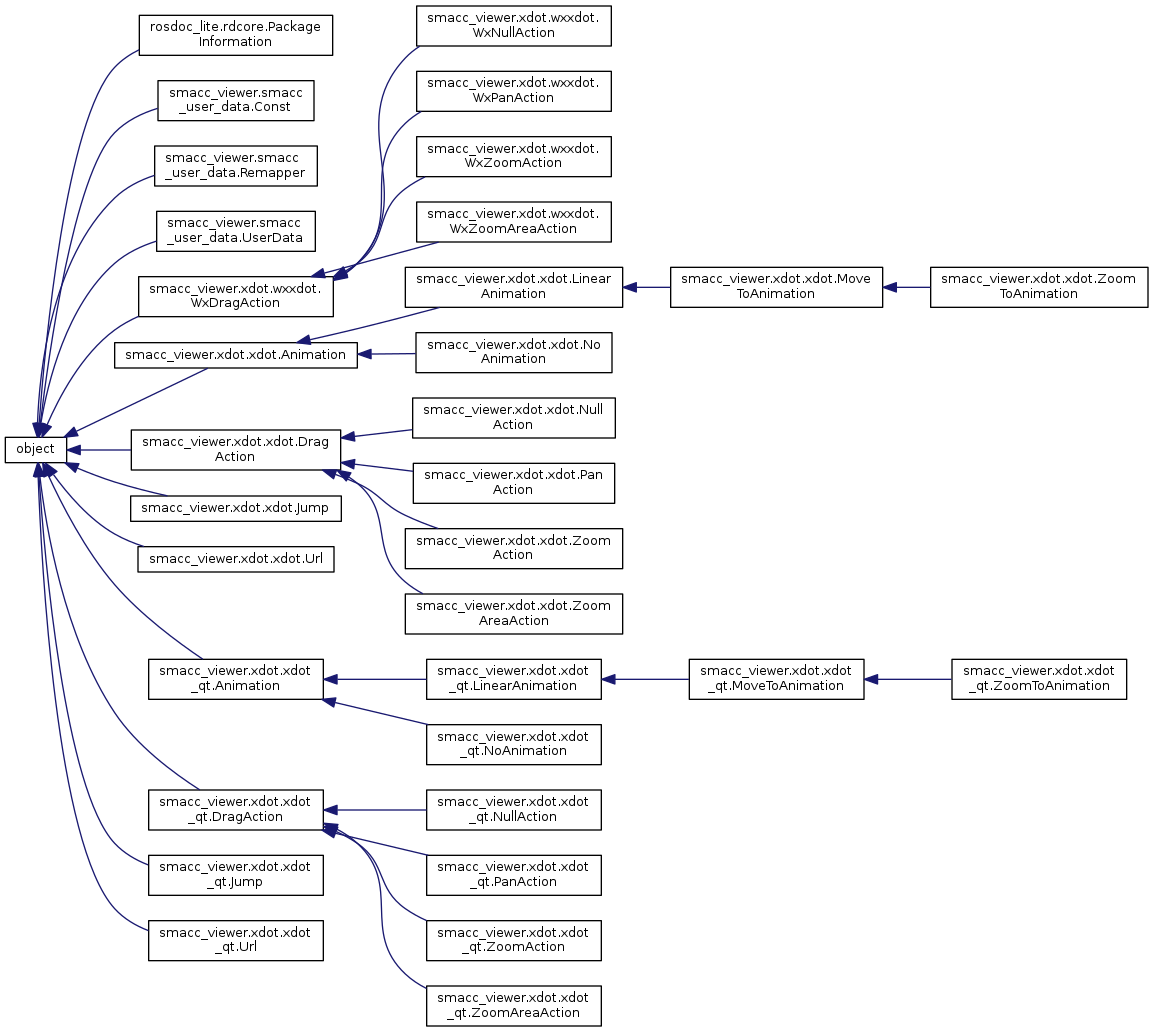 object
rosdoc_lite.rdcore.Package
Information
smacc_viewer.smacc
_user_data.Const
smacc_viewer.smacc
_user_data.Remapper
smacc_viewer.smacc
_user_data.UserData
smacc_viewer.xdot.wxxdot.
WxDragAction
smacc_viewer.xdot.wxxdot.
WxNullAction
smacc_viewer.xdot.wxxdot.
WxPanAction
smacc_viewer.xdot.wxxdot.
WxZoomAction
smacc_viewer.xdot.wxxdot.
WxZoomAreaAction
smacc_viewer.xdot.xdot.Animation
smacc_viewer.xdot.xdot.Linear
Animation
smacc_viewer.xdot.xdot.Move
ToAnimation
smacc_viewer.xdot.xdot.Zoom
ToAnimation
smacc_viewer.xdot.xdot.No
Animation
smacc_viewer.xdot.xdot.Drag
Action
smacc_viewer.xdot.xdot.Null
Action
smacc_viewer.xdot.xdot.Pan
Action
smacc_viewer.xdot.xdot.Zoom
Action
smacc_viewer.xdot.xdot.Zoom
AreaAction
smacc_viewer.xdot.xdot.Jump
smacc_viewer.xdot.xdot.Url
smacc_viewer.xdot.xdot
_qt.Animation
smacc_viewer.xdot.xdot
_qt.LinearAnimation
smacc_viewer.xdot.xdot
_qt.MoveToAnimation
smacc_viewer.xdot.xdot
_qt.ZoomToAnimation
smacc_viewer.xdot.xdot
_qt.NoAnimation
smacc_viewer.xdot.xdot
_qt.DragAction
smacc_viewer.xdot.xdot
_qt.NullAction
smacc_viewer.xdot.xdot
_qt.PanAction
smacc_viewer.xdot.xdot
_qt.ZoomAction
smacc_viewer.xdot.xdot
_qt.ZoomAreaAction
smacc_viewer.xdot.xdot
_qt.Jump
smacc_viewer.xdot.xdot
_qt.Url